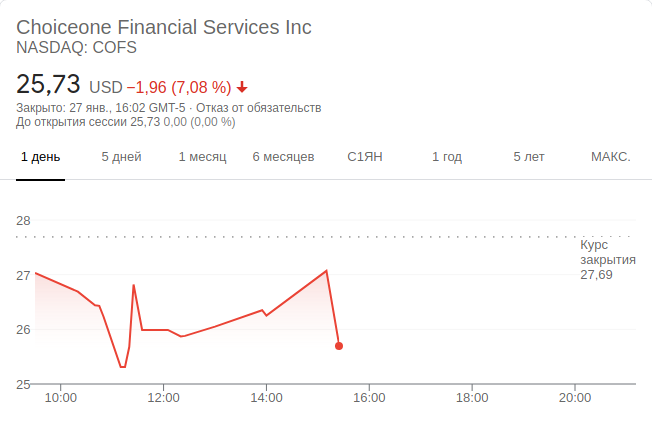 Choiceone Financial Services Inc
NASDAQ: COFS
25,73 USD −1,96 (7,08 %)
Закрыто: 27 янв., 16:02 GMT-5 · Отказ от обязательств
До открытия сессии 25,73 0,00 (0,00 %)
1 день 5 дней 1 месяц 6 месяцев С1ЯН 1 год 5 лет МАКС.
28
Курс
закрытия
27,69
27
26
25
10:00 12:00 14:00 16:00 18:00 20:00